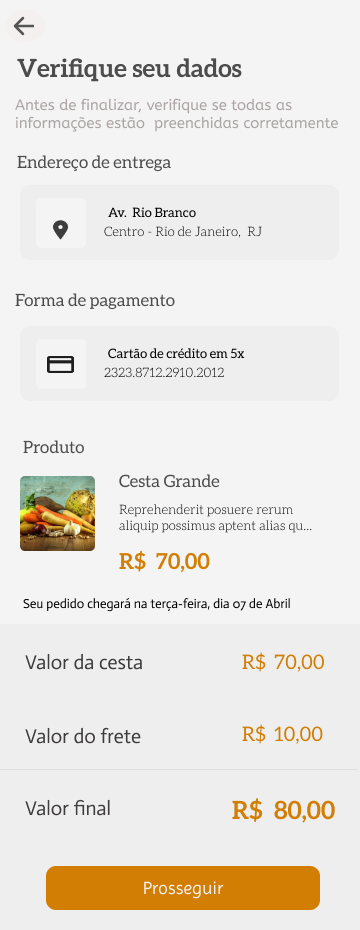 Verifique seu dados
Antes de finalizar, verifique se todas as
informações estão preenchidas corretamente
Endereço de entrega
Av. Rio Branco
Centro - Rio de Janeiro, RJ
Forma de pagamento
Cartão de crédito em 5x
2323.8712.2910.2012
Produto
Cesta Grande
Reprehenderit posuere rerum
aliquip possimus aptent alias qu...
R$ 70,00
Seu pedido chegará na terça-feira, dia 07 de Abril
Valor da cesta R$ 70,00
Valor do frete R$ 10,00
Valor final R$ 80,00
Prosseguir